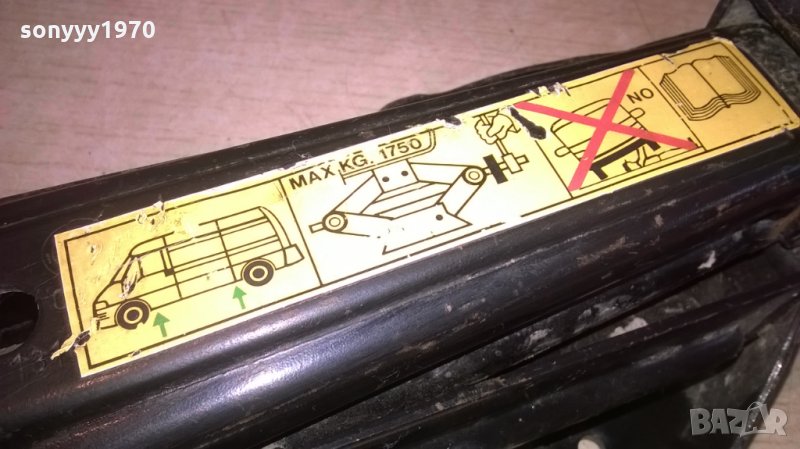 sonyyy1970
MAX KG. 1750
NO
BAZAR